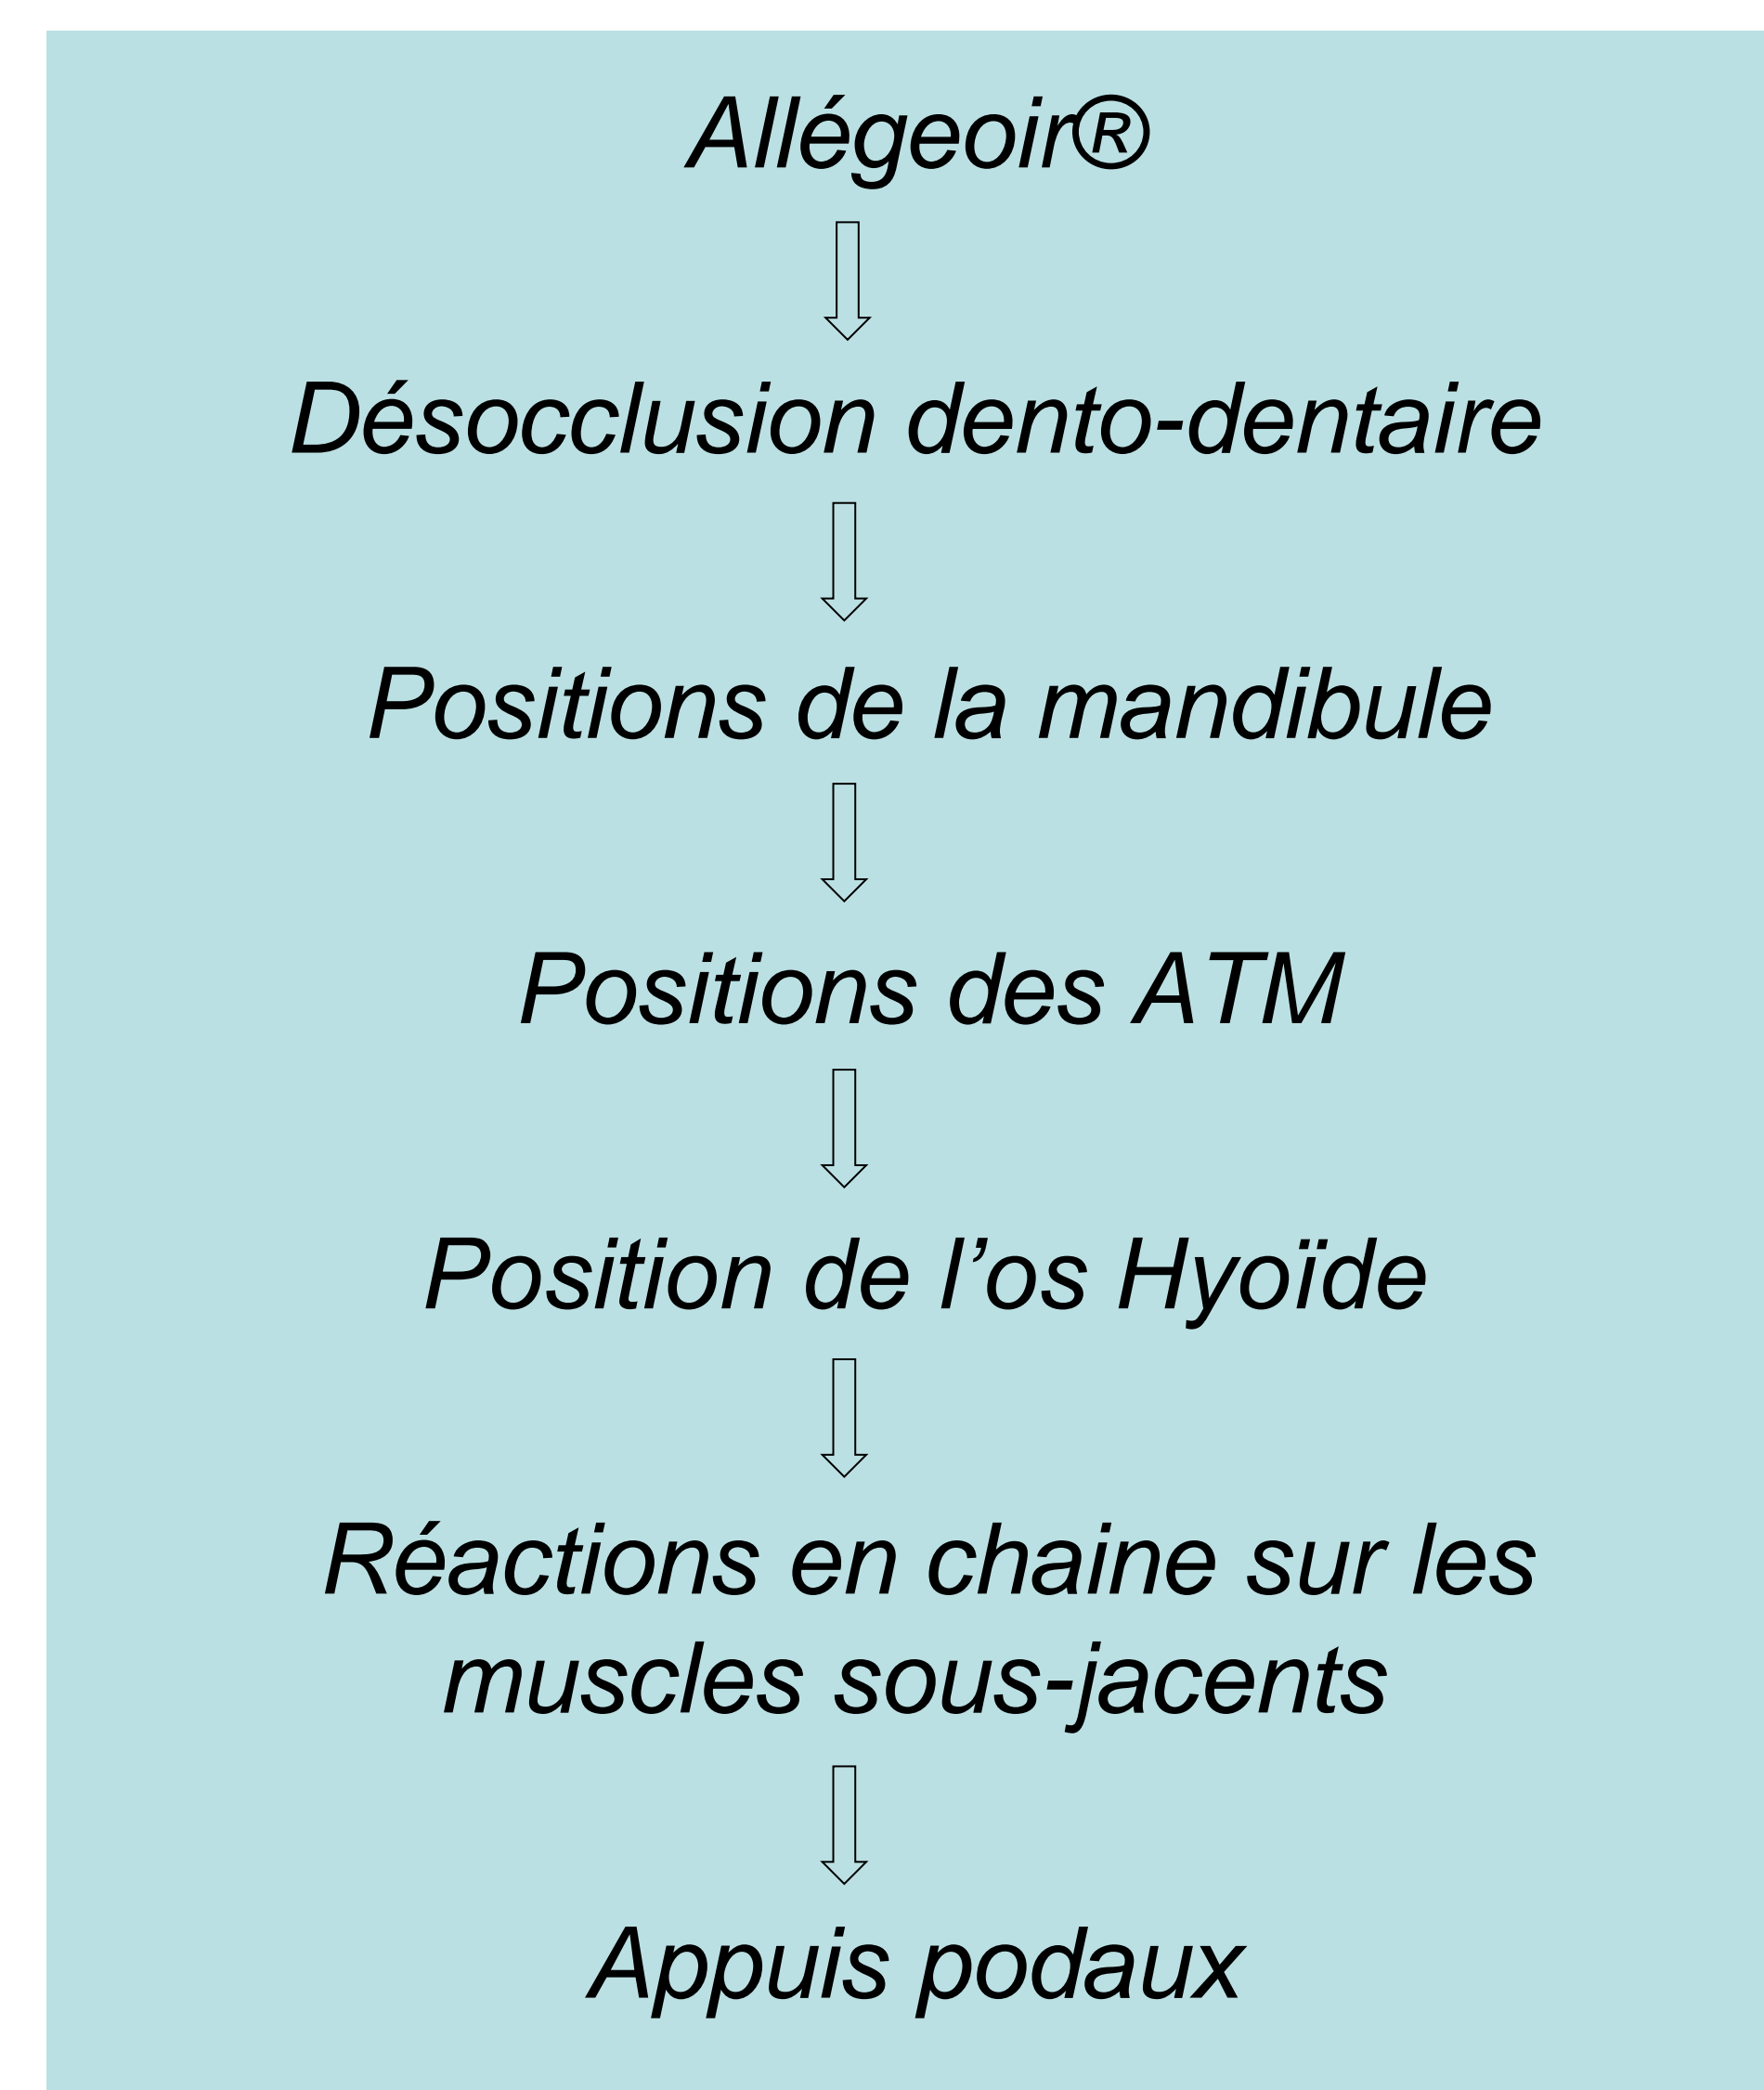 Allégeoir®
Désocclusion dento-dentaire
Positions de la mandibule
Positions des ATM
Position de l’os Hyoïde
Réactions en chaine sur les
muscles sous-jacents
Appuis podaux